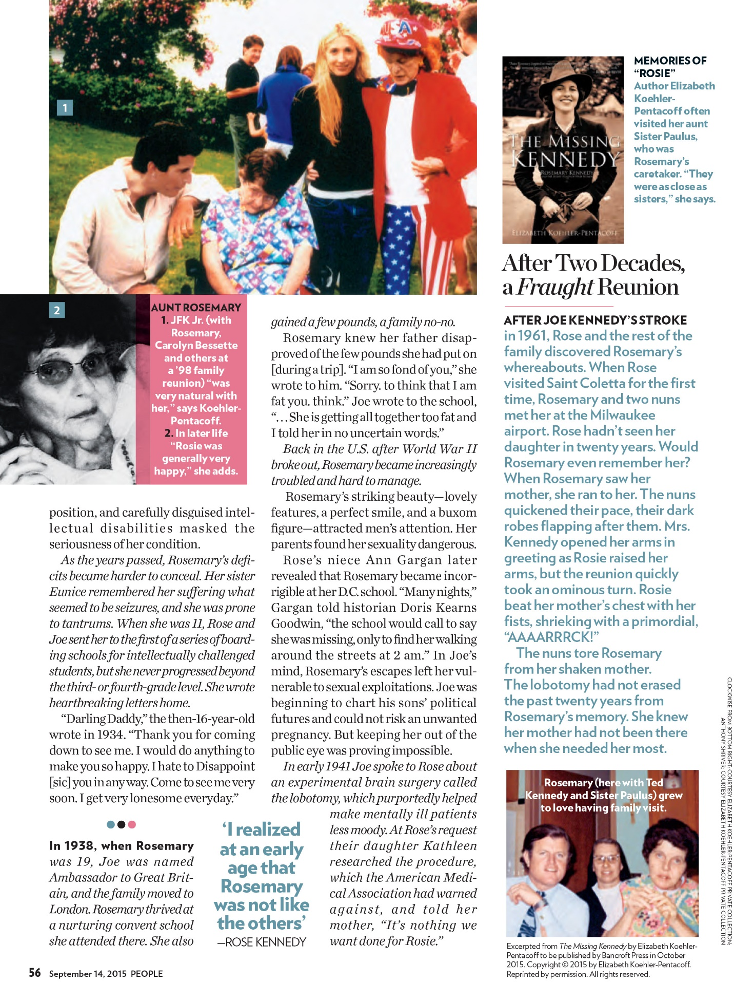 1
USA
THE MISSING
KENNEDY
ROSEMARY KENNEDY
ELIZABETH KOEHLER-PENTACOFF
MEMORIES OF
“ROSIE”
Author Elizabeth
Koehler-
Pentacoff often
visited her aunt
Sister Paulus,
who was
Rosemary’s
caretaker. “They
were as close as
sisters,” she says.
2
AUNT ROSEMARY
1. JFK Jr. (with
Rosemary,
Carolyn Bessette
and others at
a ’98 family
reunion) “was
very natural with
her,” says Koehler-
Pentacoff.
2. In later life
“Rosie was
generally very
happy,” she adds.
position, and carefully disguised intel-
lectual disabilities masked the
seriousness of her condition.
As the years passed, Rosemary’s defi-
cits became harder to conceal. Her sister
Eunice remembered her suffering what
seemed to be seizures, and she was prone
to tantrums. When she was 11, Rose and
Joe sent her to the first of a series of board-
ing schools for intellectually challenged
students, but she never progressed beyond
the third- or fourth-grade level. She wrote
heartbreaking letters home.
“Darling Daddy,” the then-16-year-old
wrote in 1934. “Thank you for coming
down to see me. I would do anything to
make you so happy. I hate to Disappoint
[sic] you in any way. Come to see me very
soon. I get very lonesome everyday.”
In 1938, when Rosemary
was 19, Joe was named
Ambassador to Great Brit-
ain, and the family moved to
London. Rosemary thrived at
a nurturing convent school
she attended there. She also
gained a few pounds, a family no-no.
Rosemary knew her father disap-
proved of the few pounds she had put on
[during a trip]. “I am so fond of you,” she
wrote to him. “Sorry. to think that I am
fat you. think.” Joe wrote to the school,
“. . . She is getting all together too fat and
I told her in no uncertain words.”
Back in the U.S. after World War II
broke out, Rosemary became increasingly
troubled and hard to manage.
Rosemary’s striking beauty—lovely
features, a perfect smile, and a buxom
figure—attracted men’s attention. Her
parents found her sexuality dangerous.
Rose’s niece Ann Gargan later
revealed that Rosemary became incor-
rigible at her D.C. school. “Many nights,”
Gargan told historian Doris Kearns
Goodwin, “the school would call to say
she was missing, only to find her walking
around the streets at 2 am.” In Joe’s
mind, Rosemary’s escapes left her vul-
nerable to sexual exploitations. Joe was
beginning to chart his sons’ political
futures and could not risk an unwanted
pregnancy. But keeping her out of the
public eye was proving impossible.
In early 1941 Joe spoke to Rose about
an experimental brain surgery called
the lobotomy, which purportedly helped
make mentally ill patients
less moody. At Rose’s request
their daughter Kathleen
researched the procedure,
which the American Medi-
cal Association had warned
against, and told her
mother, “It’s nothing we
want done for Rosie.”
‘I realized
at an early
age that
Rosemary
was not like
the others’
—ROSE KENNEDY
After Two Decades,
a Fraught Reunion
AFTER JOE KENNEDY’S STROKE
in 1961, Rose and the rest of the
family discovered Rosemary’s
whereabouts. When Rose
visited Saint Coletta for the first
time, Rosemary and two nuns
met her at the Milwaukee
airport. Rose hadn’t seen her
daughter in twenty years. Would
Rosemary even remember her?
When Rosemary saw her
mother, she ran to her. The nuns
quickened their pace, their dark
robes flapping after them. Mrs.
Kennedy opened her arms in
greeting as Rosie raised her
arms, but the reunion quickly
took an ominous turn. Rosie
beat her mother’s chest with her
fists, shrieking with a primordial,
“AAAARRRCK!”
The nuns tore Rosemary
from her shaken mother.
The lobotomy had not erased
the past twenty years from
Rosemary’s memory. She knew
her mother had not been there
when she needed her most.
Rosemary (here with Ted
Kennedy and Sister Paulus) grew
to love having family visit.
Excerpted from The Missing Kennedy by Elizabeth Koehler-
Pentacoff to be published by Bancroft Press in October
2015. Copyright © 2015 by Elizabeth Koehler-Pentacoff.
Reprinted by permission. All rights reserved.
CLOCKWISE FROM BOTTOM RIGHT: COURTESY ELIZABETH KOEHLER-PENTACOFF PRIVATE COLLECTION;
ANTHONY SHRIVER; COURTESY ELIZABETH KOEHLER-PENTACOFF PRIVATE COLLECTION
56 September 14, 2015 PEOPLE